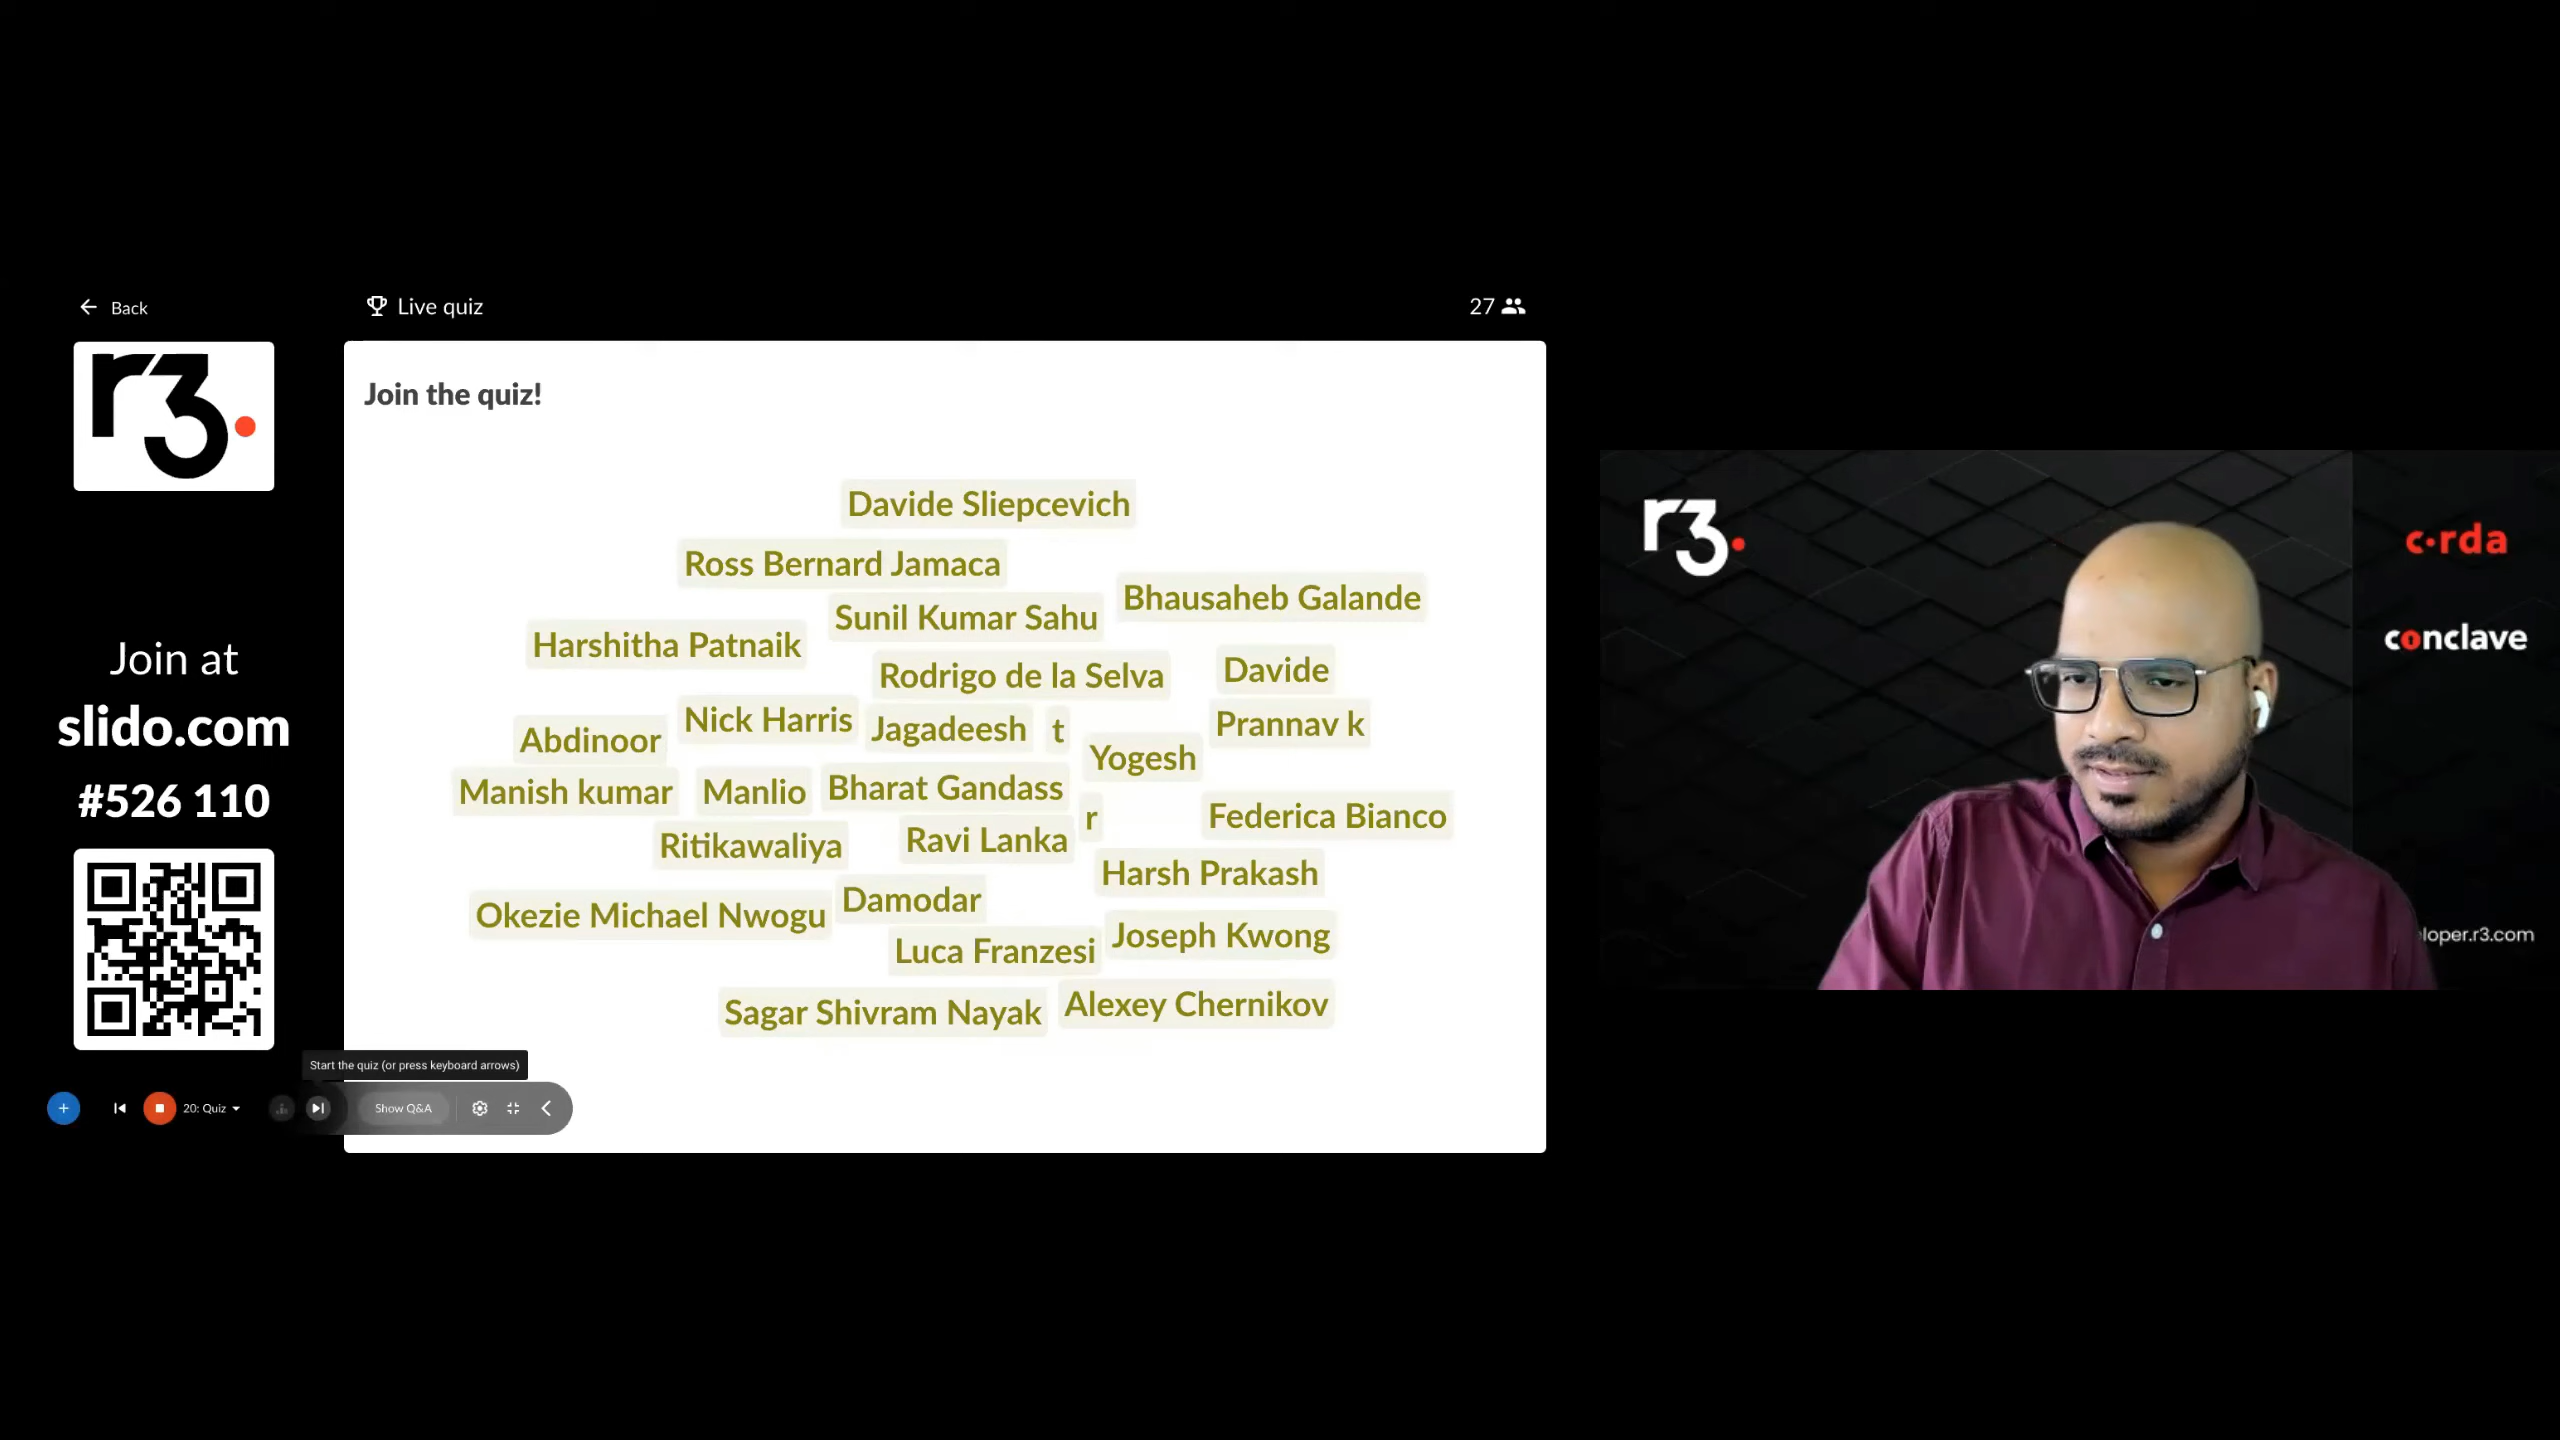 Back
Live quiz
27
r3.
Join the quiz!
Davide Sliepcevich
Ross Bernard Jamaca
Bhausaheb Galande
Sunil Kumar Sahu
Harshitha Patnaik
Rodrigo de la Selva
Davide
Nick Harris
Jagadeesh
t
Prannav k
Abdinoor
Yogesh
Manish kumar
Manlio
Bharat Gandass
r
Federica Bianco
Ritikawaliya
Ravi Lanka
Harsh Prakash
Okezie Michael Nwogu
Damodar
Luca Franzesi
Joseph Kwong
Sagar Shivram Nayak
Alexey Chernikov
Join at
slido.com
#526 110
Start the quiz (or press keyboard arrows)
20: Quiz
Show Q&A
r3.
c·rda
conclave
loper.r3.com